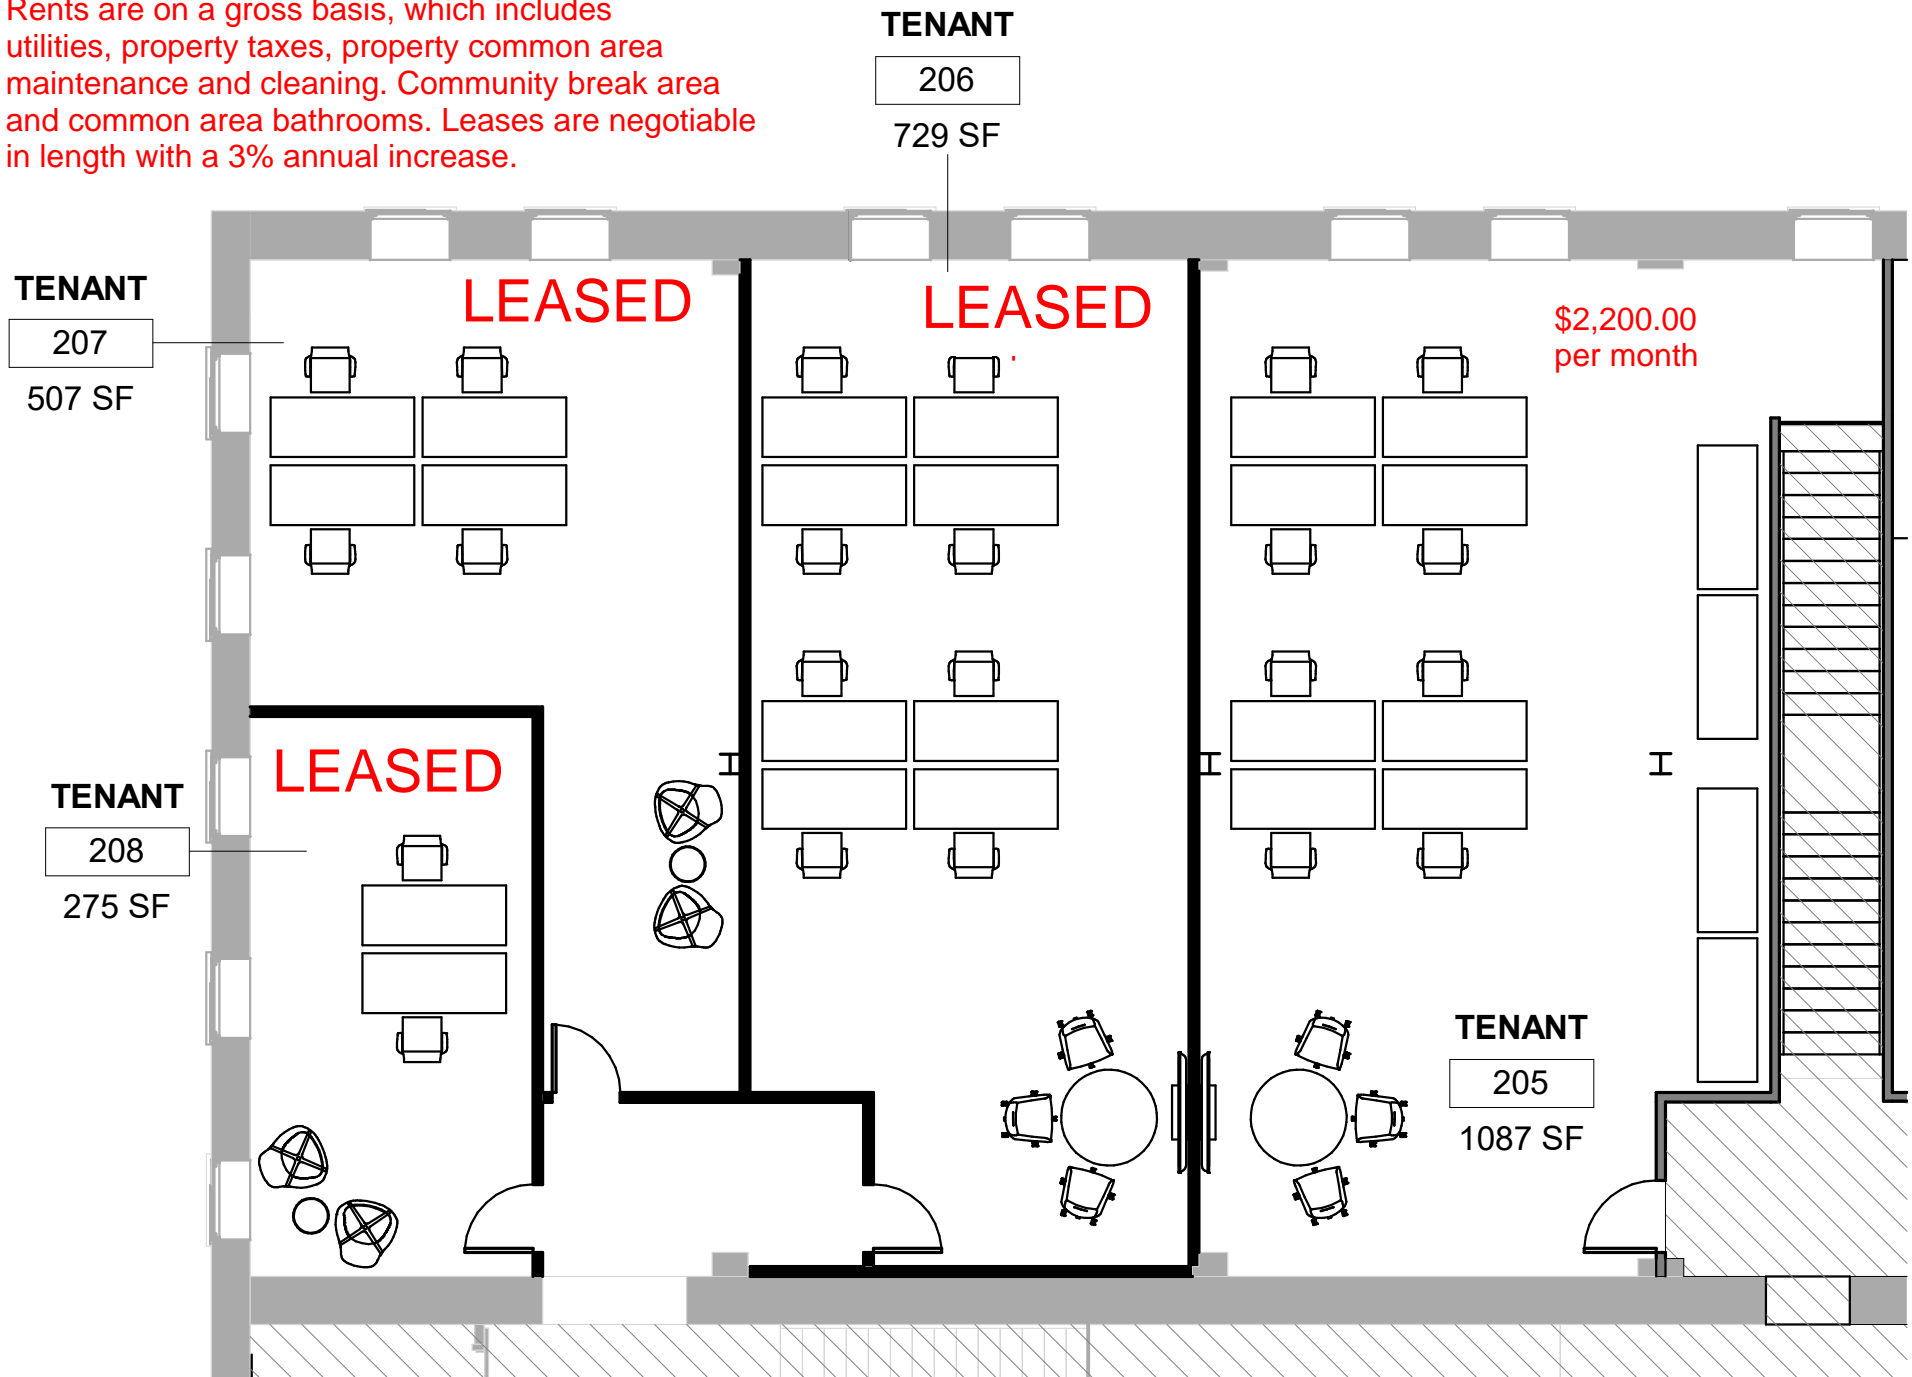 Rents are on a gross basis, which includes
utilities, property taxes, property common area
maintenance and cleaning. Community break area
and common area bathrooms. Leases are negotiable
in length with a 3% annual increase.
TENANT
206
729 SF
TENANT
207
507 SF
LEASED
LEASED
$2,200.00
per month
TENANT
208
275 SF
LEASED
TENANT
205
1087 SF